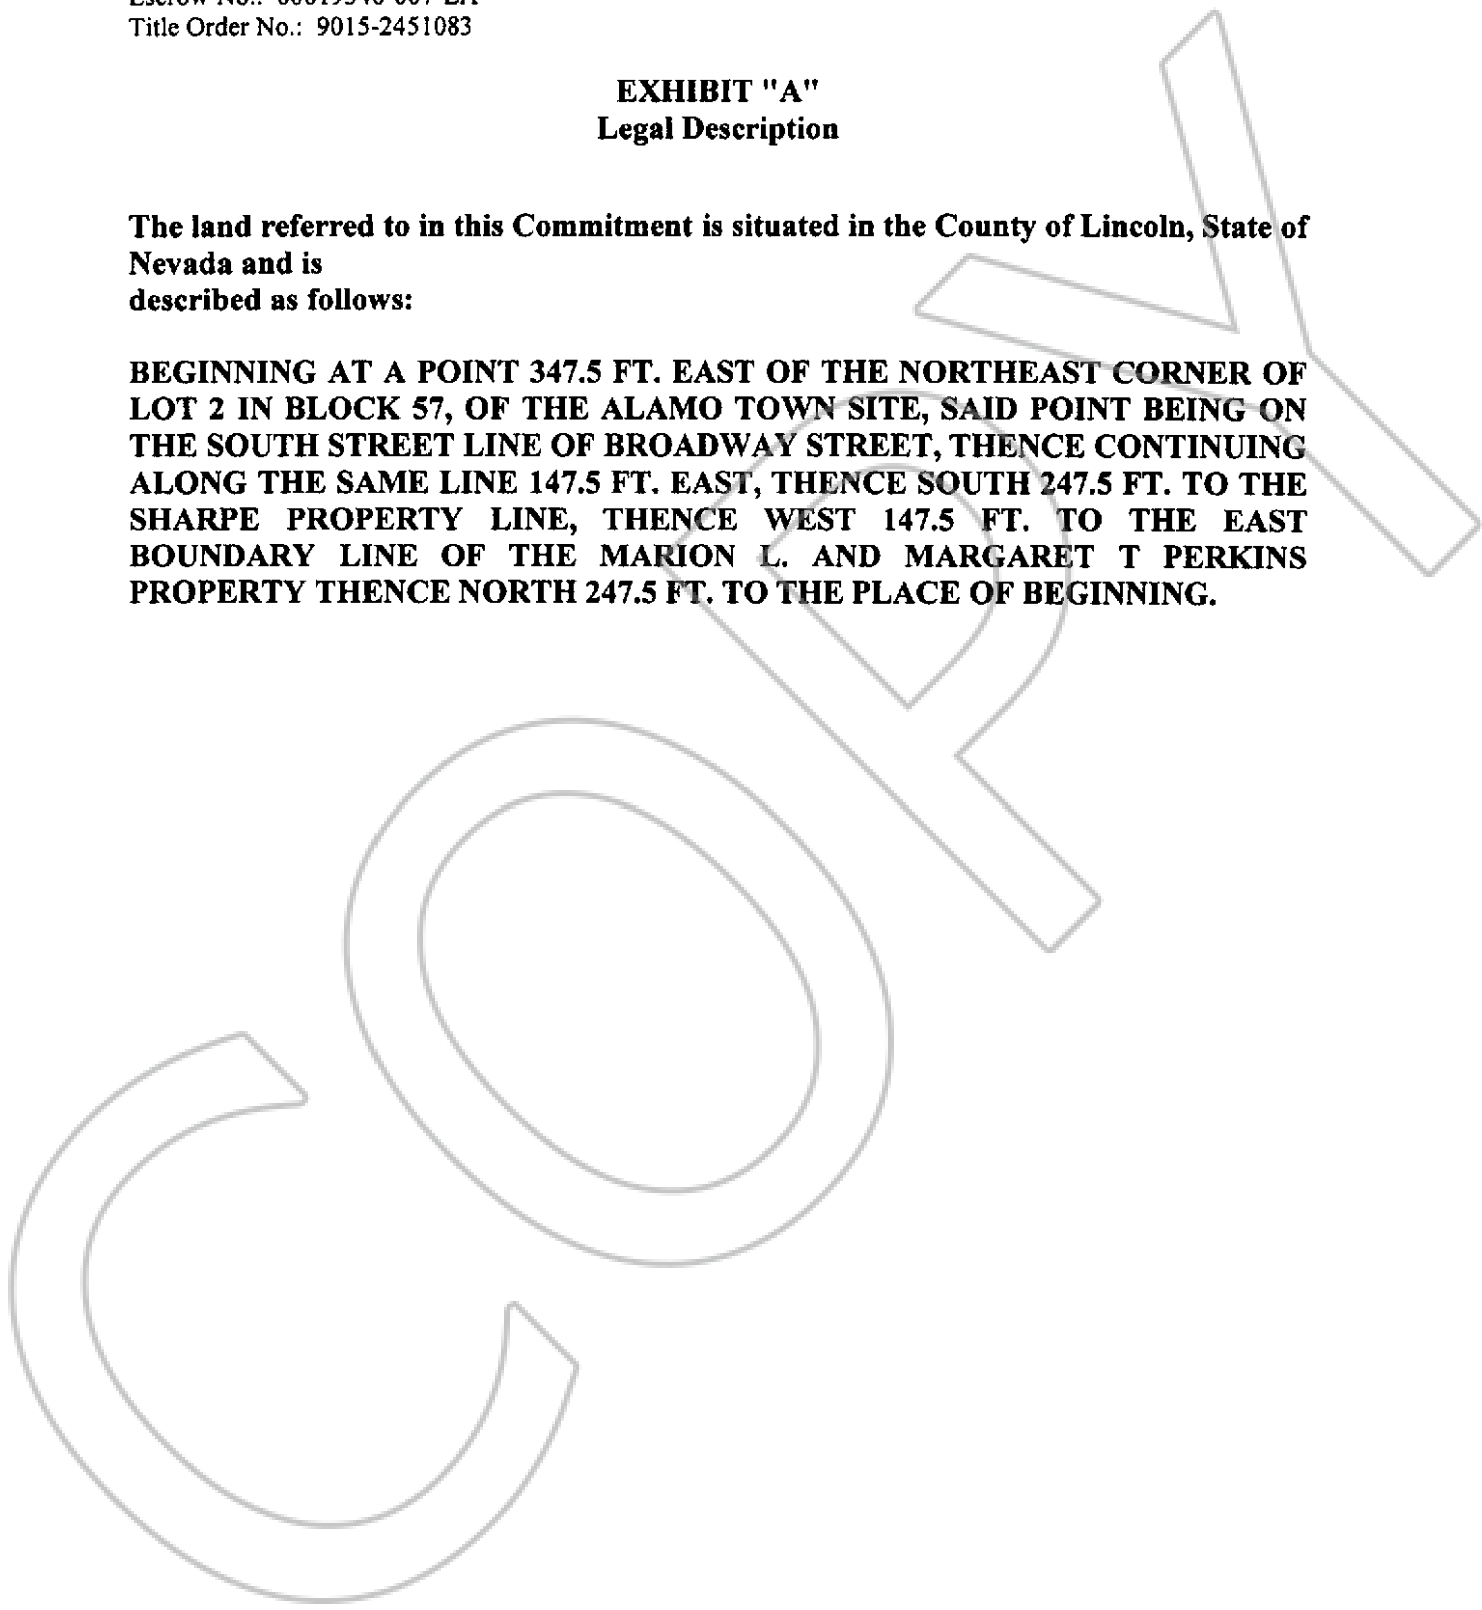 Title Order No.: 9015-2451083
EXHIBIT "A"
Legal Description
The land referred to in this Commitment is situated in the County of Lincoln, State of
Nevada and is
described as follows:
BEGINNING AT A POINT 347.5 FT. EAST OF THE NORTHEAST CORNER OF
LOT 2 IN BLOCK 57, OF THE ALAMO TOWN SITE, SAID POINT BEING ON
THE SOUTH STREET LINE OF BROADWAY STREET, THENCE CONTINUING
ALONG THE SAME LINE 147.5 FT. EAST, THENCE SOUTH 247.5 FT. TO THE
SHARPE PROPERTY LINE, THENCE WEST 147.5 FT. TO THE EAST
BOUNDARY LINE OF THE MARION L. AND MARGARET T PERKINS
PROPERTY THENCE NORTH 247.5 FT. TO THE PLACE OF BEGINNING.
COPY